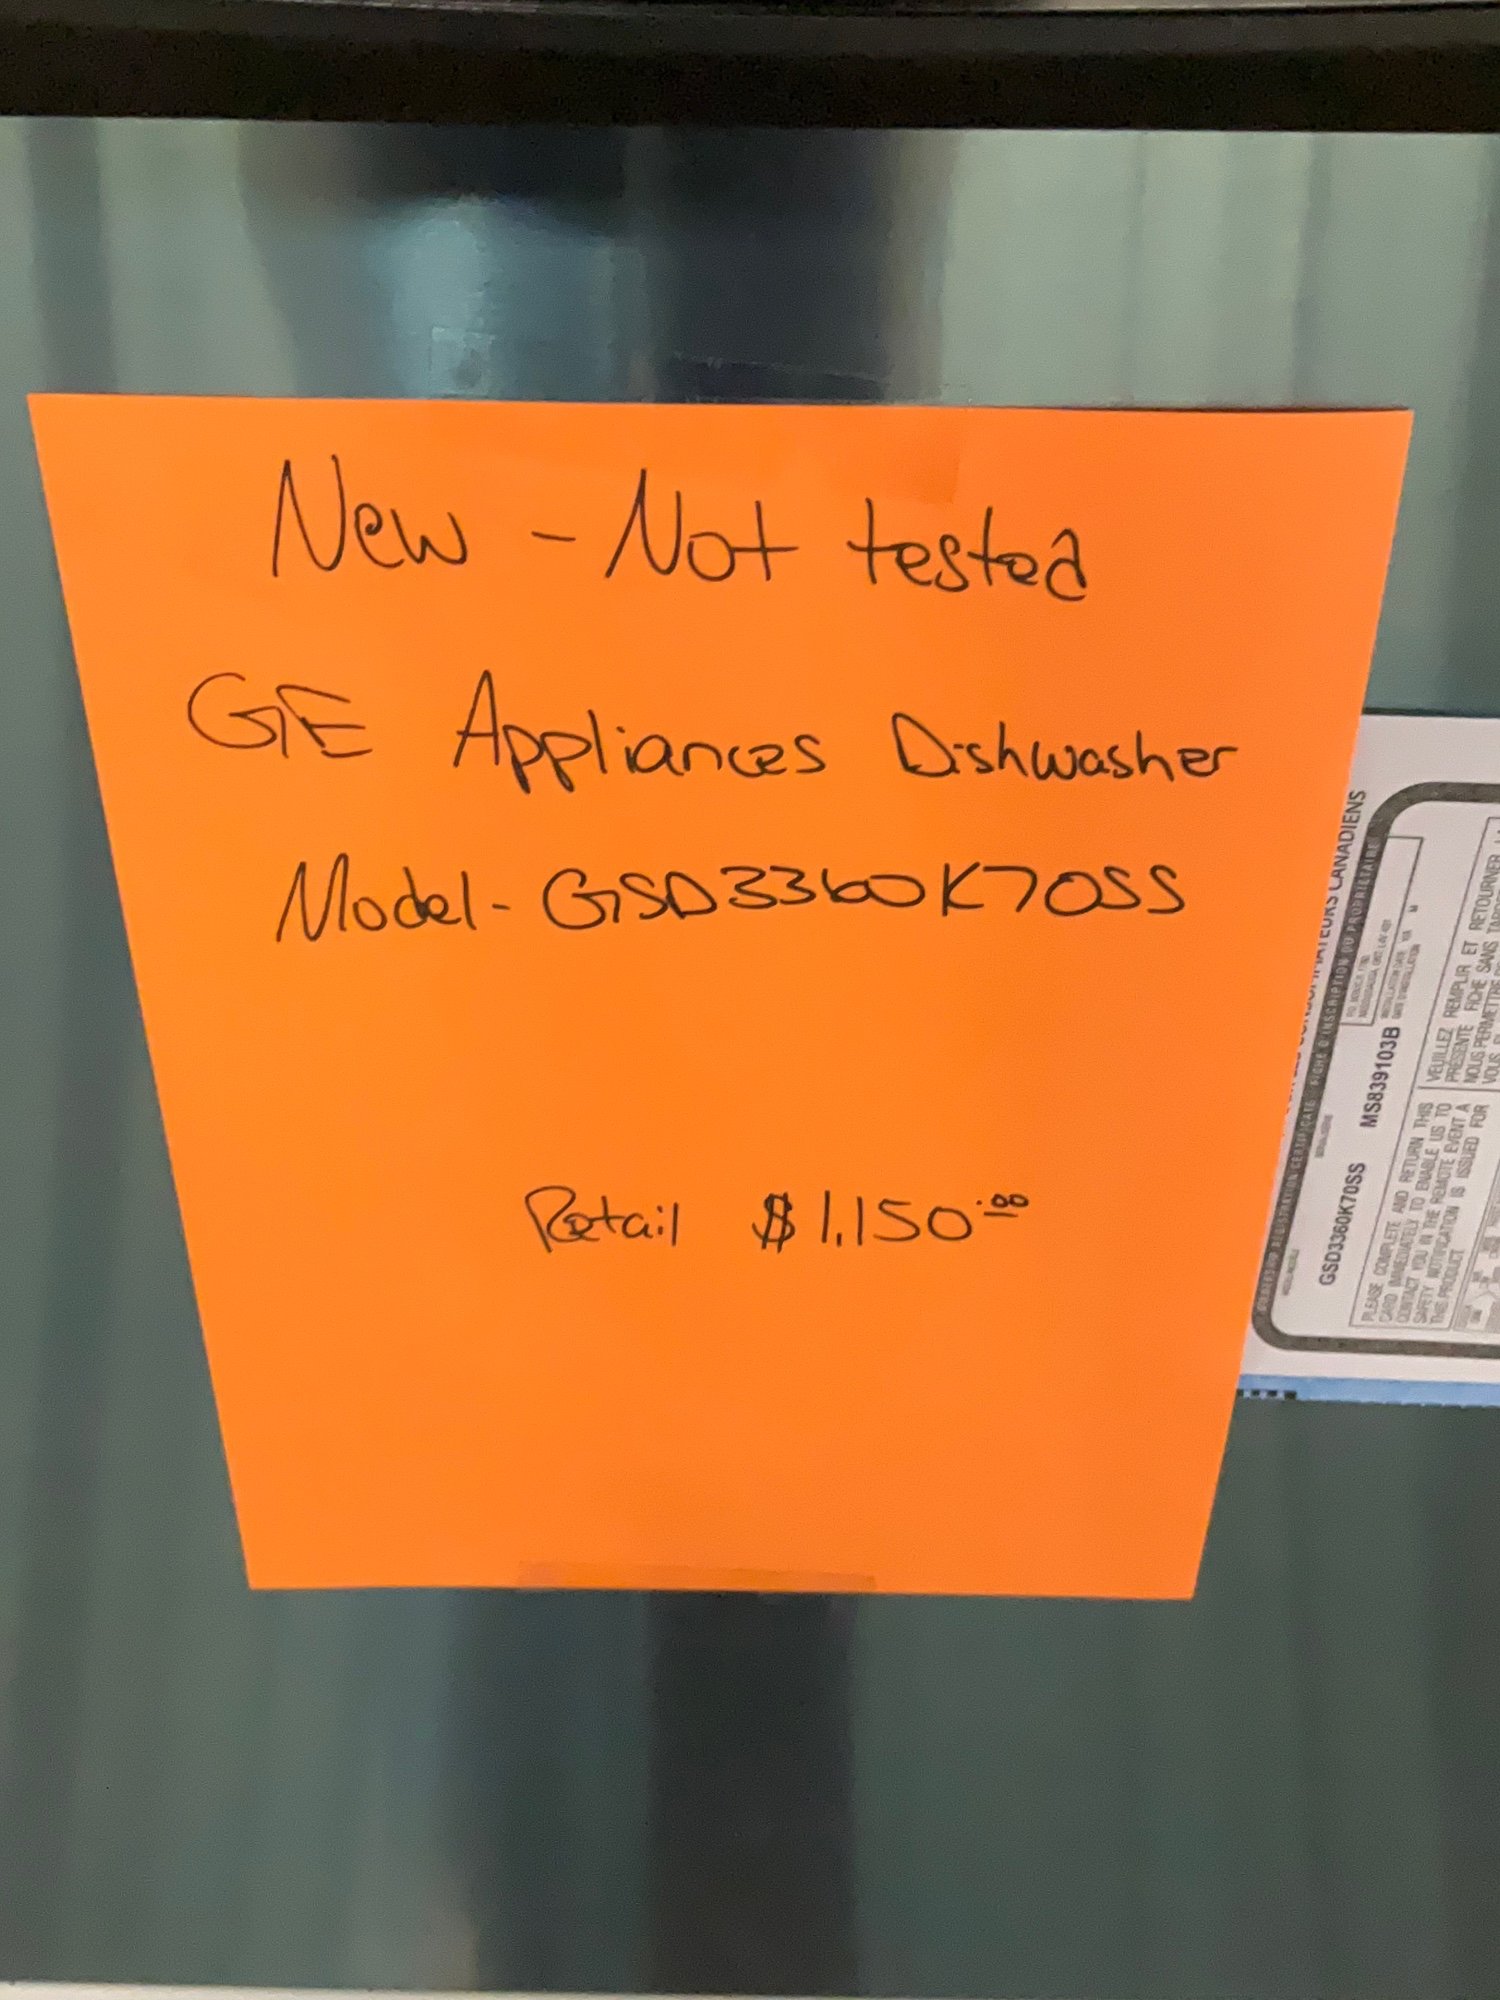 New - Not tested
GE Appliances Dishwasher
Model- GSD3360K70SS
Retail $1,150.00
CANADIENS
GSD3360K70SS MS839103B
PLEASE COMPLETE AND RETURN THIS
CARD IMMEDIATELY TO ENABLE US TO
CONTACT YOU IN THE REMOTE EVENT A
SAFETY NOTIFICATION IS ISSUED FOR
THIS PRODUCT
VEUILLEZ REMPLIR ET RETOURNER
PRÉSENTE FICHE SANS
NOUS PERMETTRE